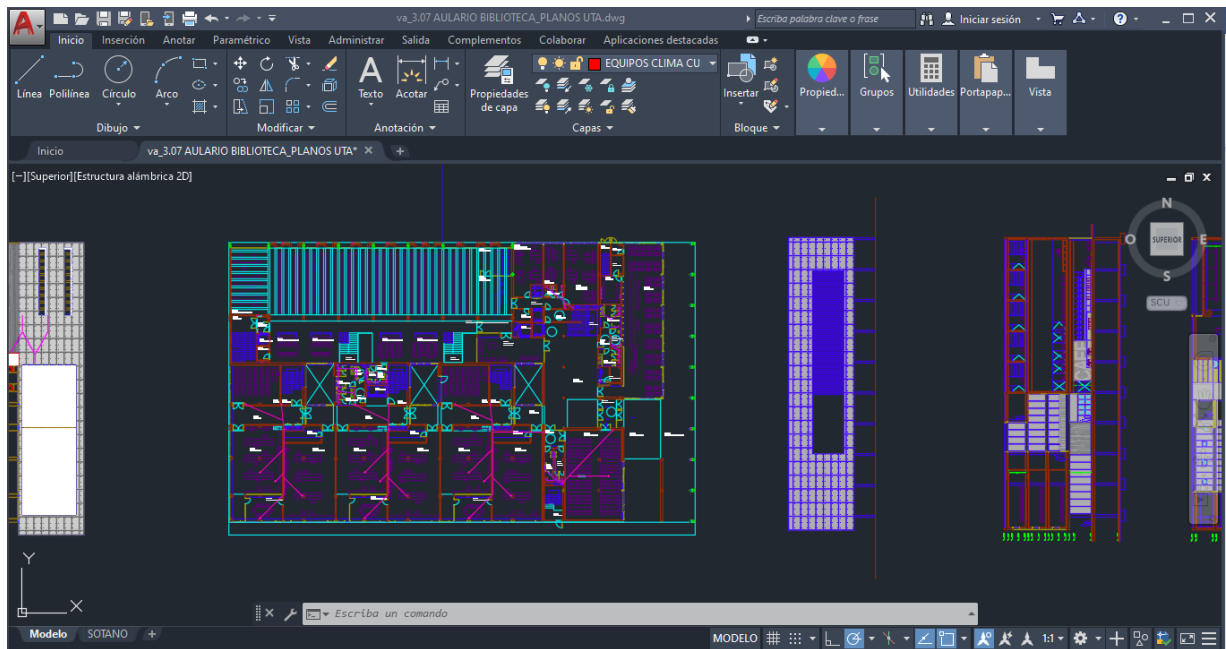 A
va_3.07 AULARIO BIBLIOTECA_PLANOS UTA.dwg
Escriba palabra clave o frase
Iniciar sesión
Inicio Inserción Anotar Paramétrico Vista Administrar Salida Complementos Colaborar Aplicaciones destacadas
EQUIPOS CLIMA CU
Línea Polilínea Círculo Arco
Texto Acotar
Propiedades de capa
Insertar
Propied... Grupos Utilidades Portapap... Vista
Dibujo Modificar Anotación Capas Bloque
Inicio va_3.07 AULARIO BIBLIOTECA_PLANOS UTA*
[−][Superior][Estructura alámbrica 2D]
N
O SUPERIOR E
S
SCU
Y
X
Escriba un comando
Modelo SOTANO
MODELO 1:1